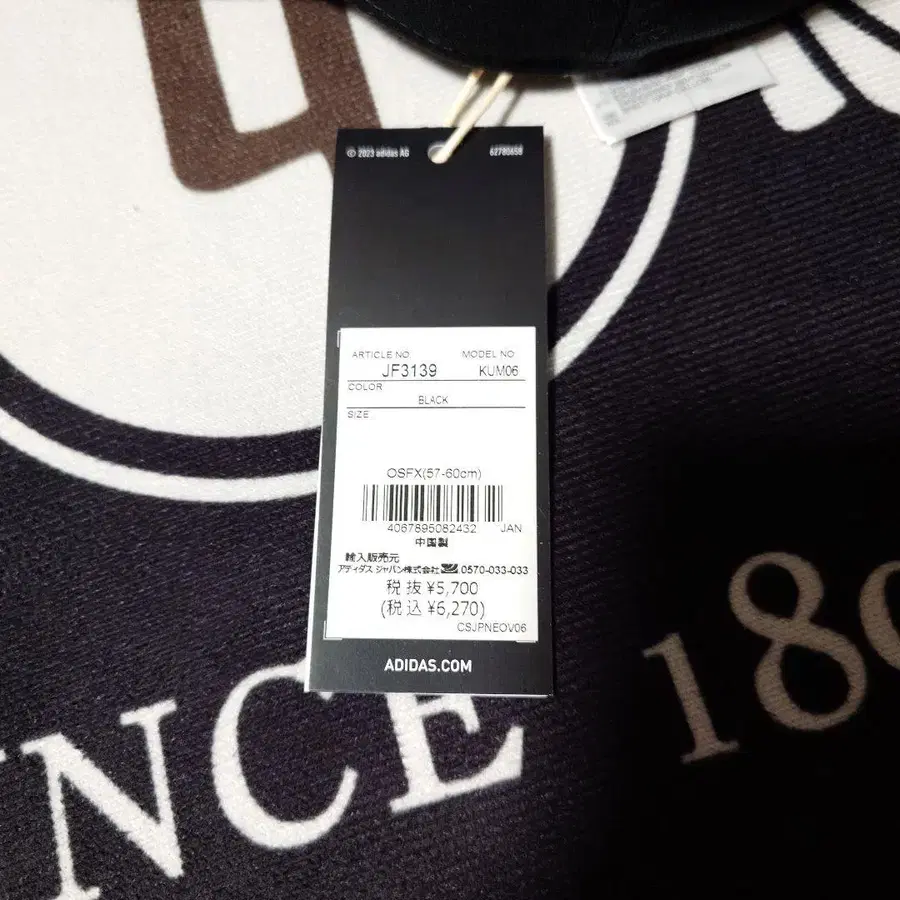 © 2023 adidas AG 62780658
ARTICLE NO MODEL NO
JF3139 KUM06
COLOR
BLACK
SIZE
OSFX(57-60cm)
4067895082432 JAN
中国製
輸入販売元
アディダス ジャパン株式会社 0570-033-033
税 抜 ¥5,700
(税 込 ¥6,270)
CSJPNEOV06
ADIDAS.COM
NCE 189